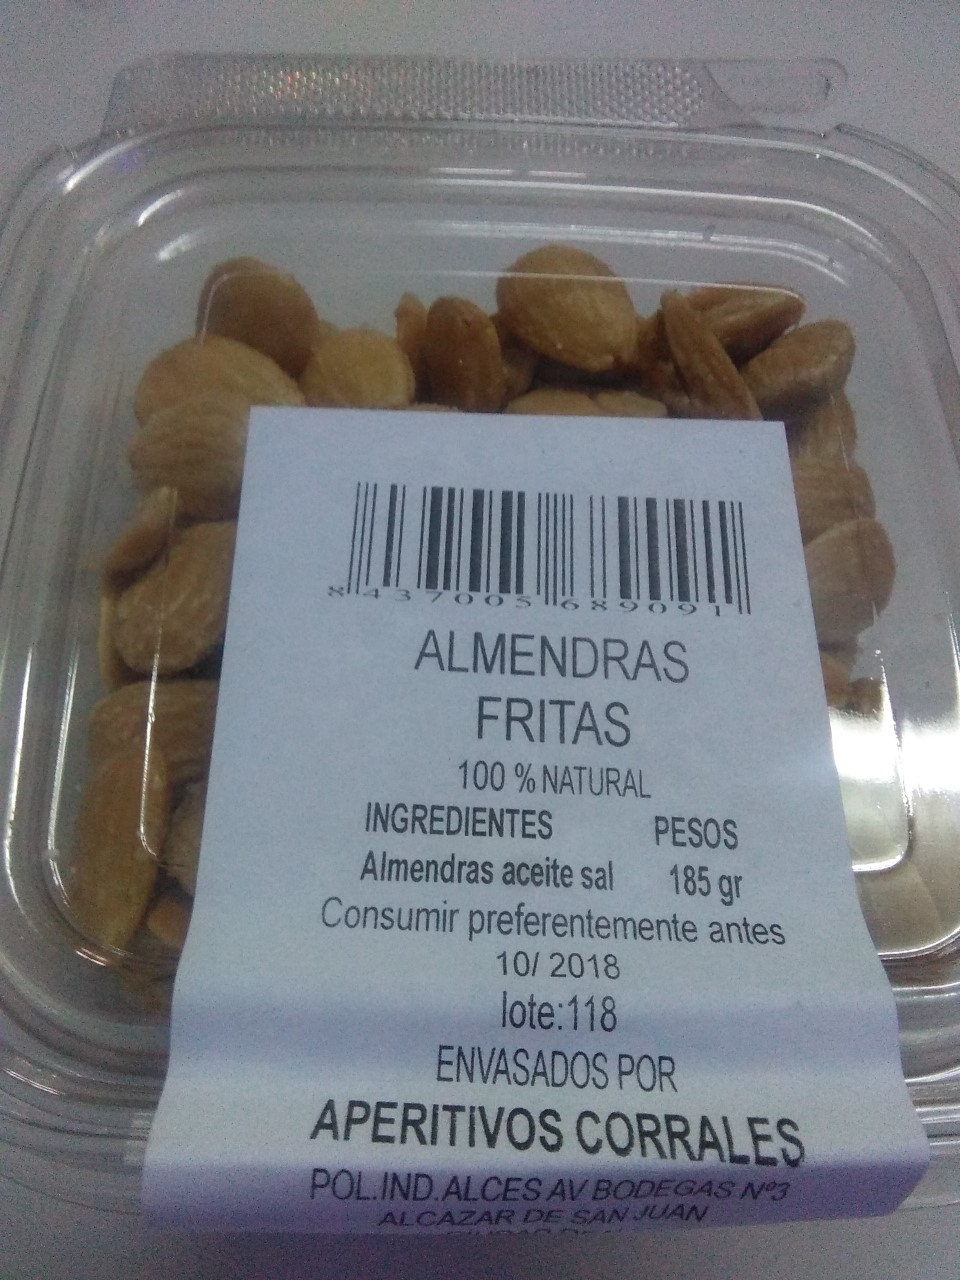 8437005689091
ALMENDRAS
FRITAS
100 % NATURAL
INGREDIENTES PESOS
Almendras aceite sal 185 gr
Consumir preferentemente antes
10/ 2018
lote:118
ENVASADOS POR
APERITIVOS CORRALES
POL.IND.ALCES AV BODEGAS Nº3
ALCAZAR DE SAN JUAN